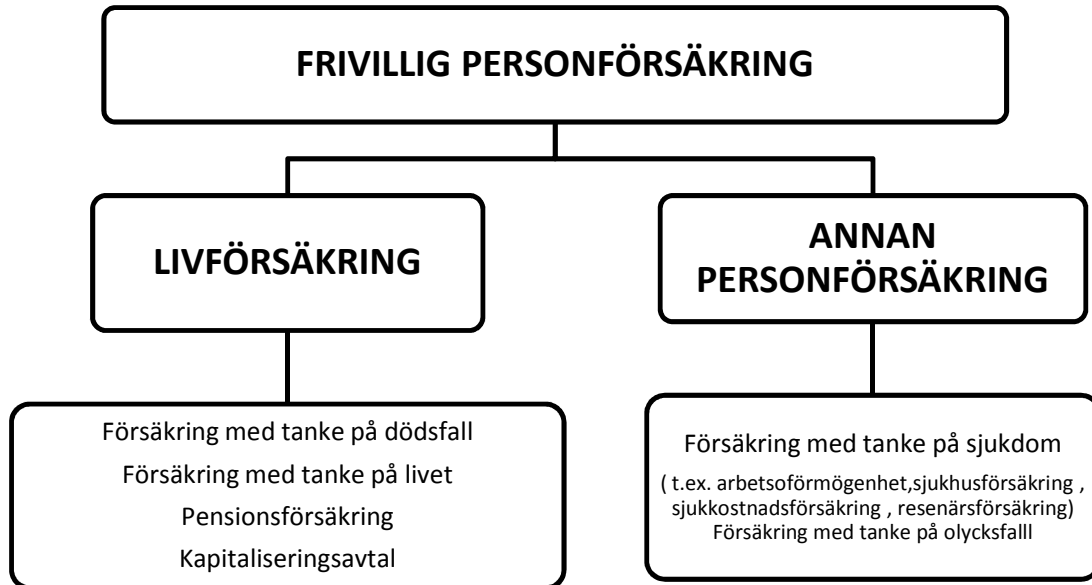 FRIVILLIG PERSONFÖRSÄKRING
LIVFÖRSÄKRING
ANNAN
PERSONFÖRSÄKRING
Försäkring med tanke på dödsfall
Försäkring med tanke på livet
Pensionsförsäkring
Kapitaliseringsavtal
Försäkring med tanke på sjukdom
( t.ex. arbetsoförmögenhet,sjukhusförsäkring ,
sjukkostnadsförsäkring , resenärsförsäkring)
Försäkring med tanke på olycksfalll